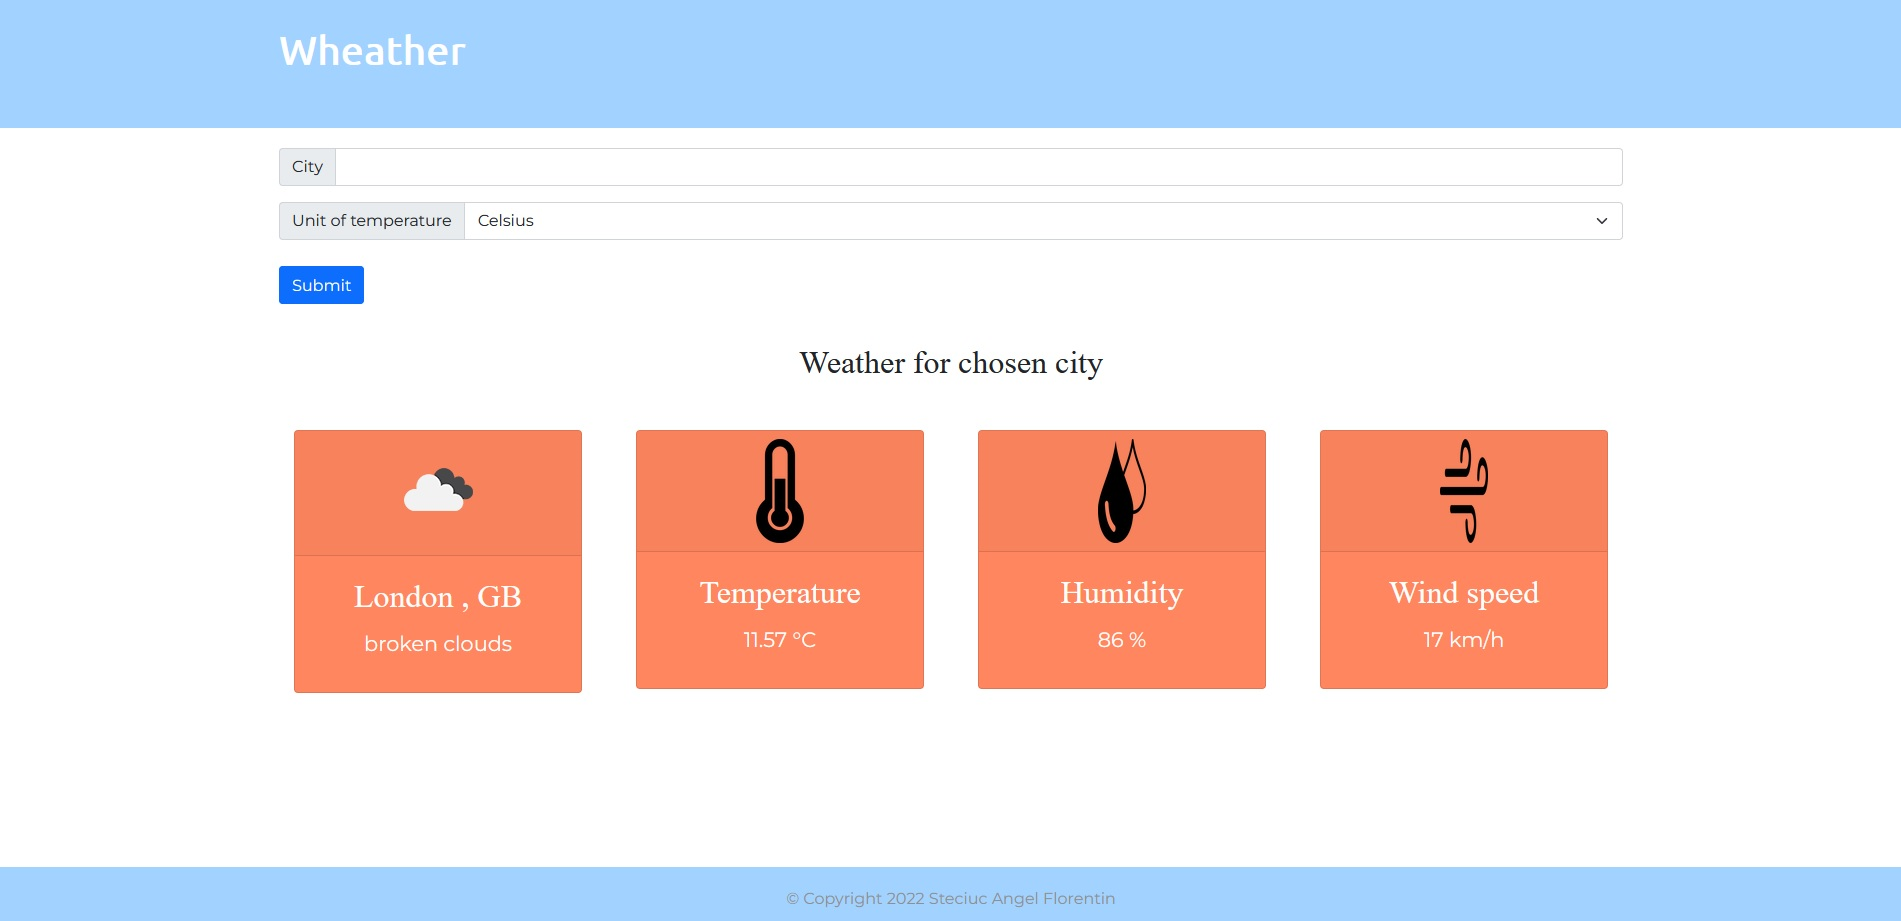 Wheather
City
Unit of temperature Celsius
Submit
Weather for chosen city
London , GB
broken clouds
Temperature
11.57 °C
Humidity
86 %
Wind speed
17 km/h
© Copyright 2022 Steciuc Angel Florentin